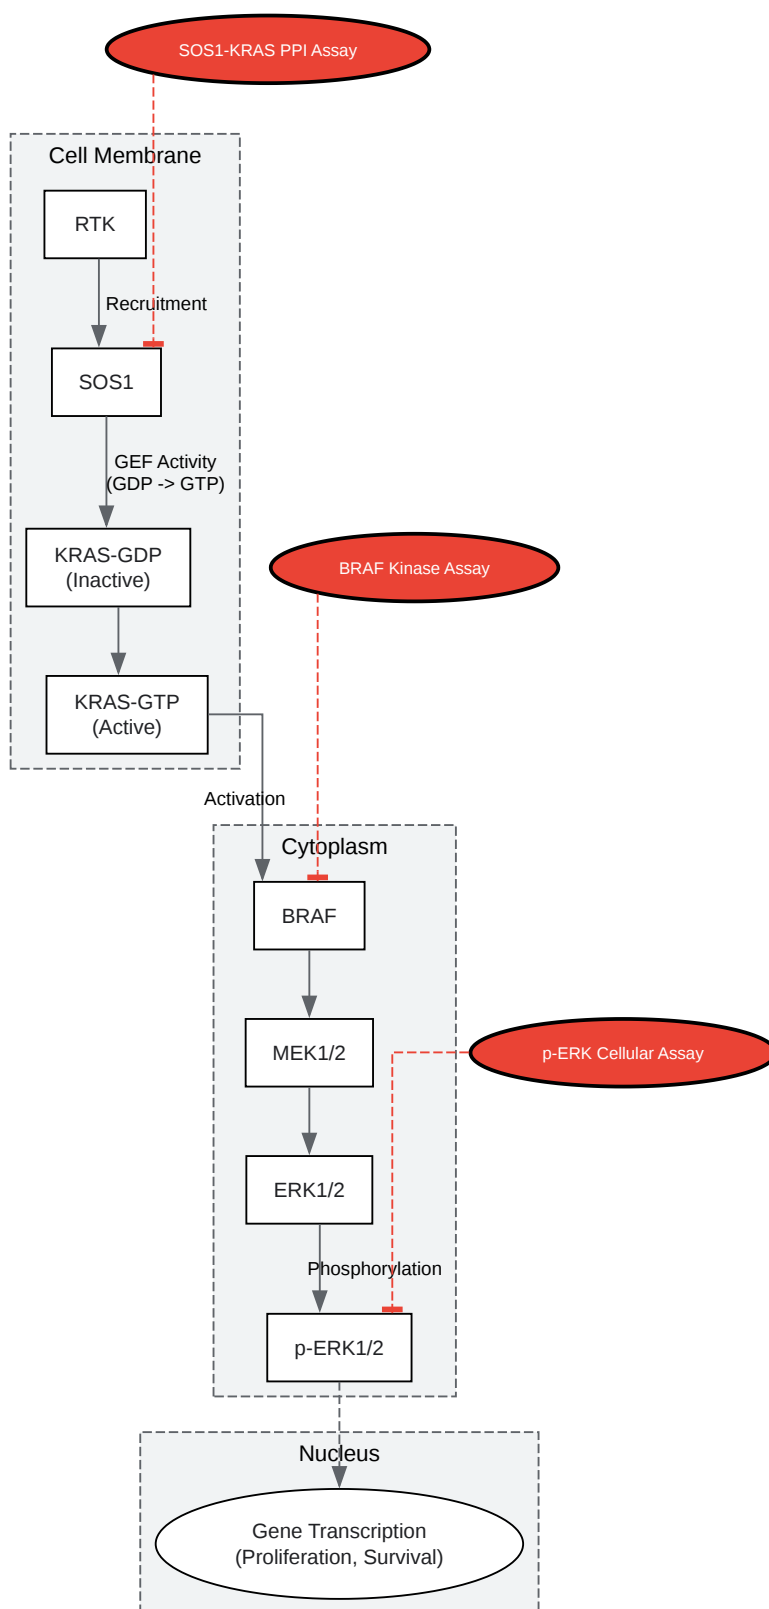 SOS1-KRAS PPI Assay
Cell Membrane
RTK
Recruitment
SOS1
GEF Activity
(GDP -> GTP)
KRAS-GDP
(Inactive)
BRAF Kinase Assay
KRAS-GTP
(Active)
Activation
Cytoplasm
BRAF
MEK1/2
p-ERK Cellular Assay
ERK1/2
Phosphorylation
p-ERK1/2
Nucleus
Gene Transcription
(Proliferation, Survival)